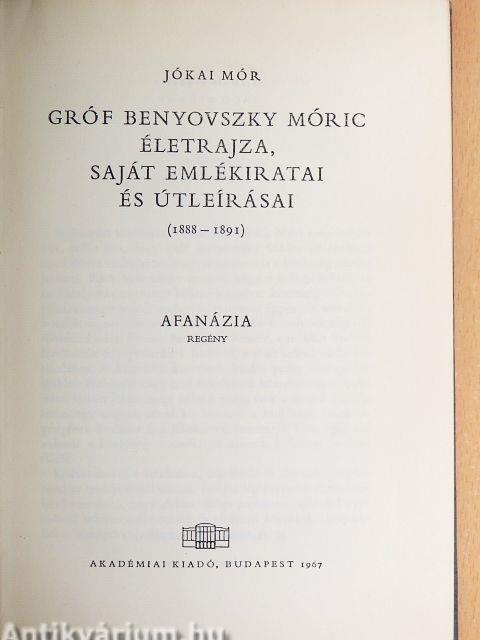 JÓKAI MÓR
GRÓF BENYOVSZKY MÓRIC
ÉLETRAJZA,
SAJÁT EMLÉKIRATAI
ÉS ÚTLEÍRÁSAI
(1888 – 1891)
AFANÁZIA
REGÉNY
AKADÉMIAI KIADÓ, BUDAPEST 1967
Antikvárium.hu